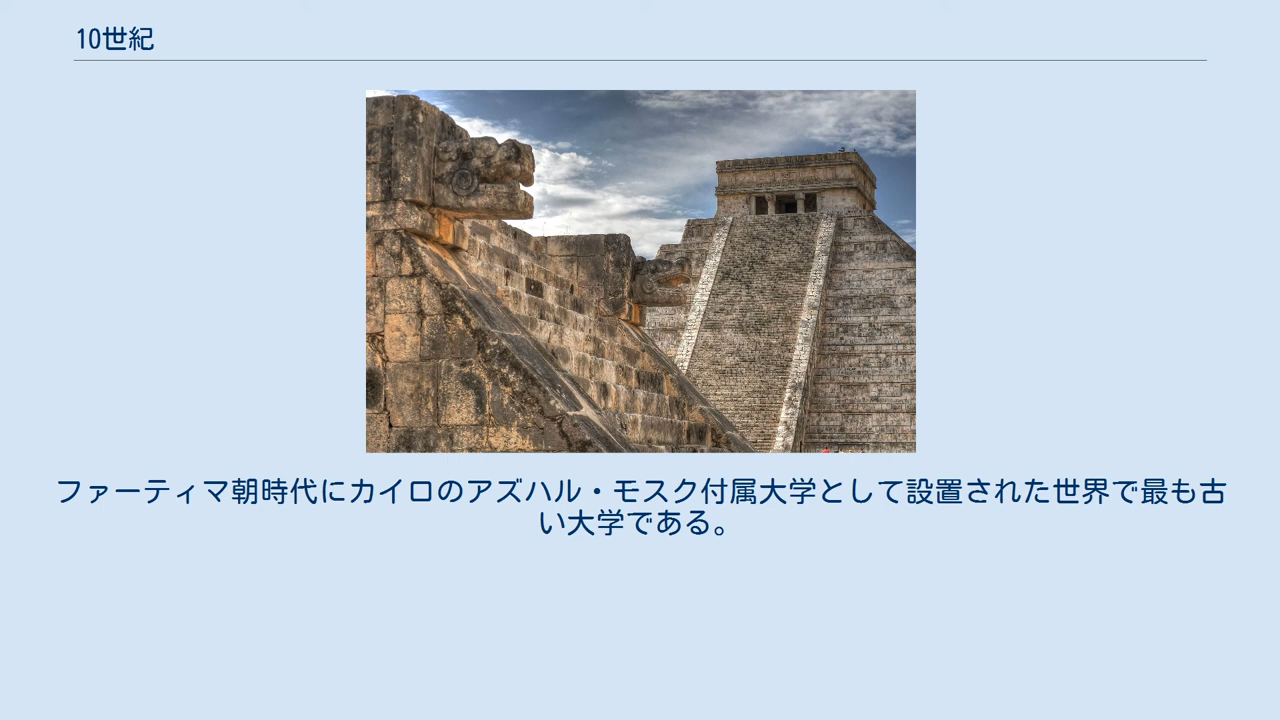 10世紀
ファーティマ朝時代にカイロのアズハル・モスク付属大学として設置された世界で最も古
い大学である。